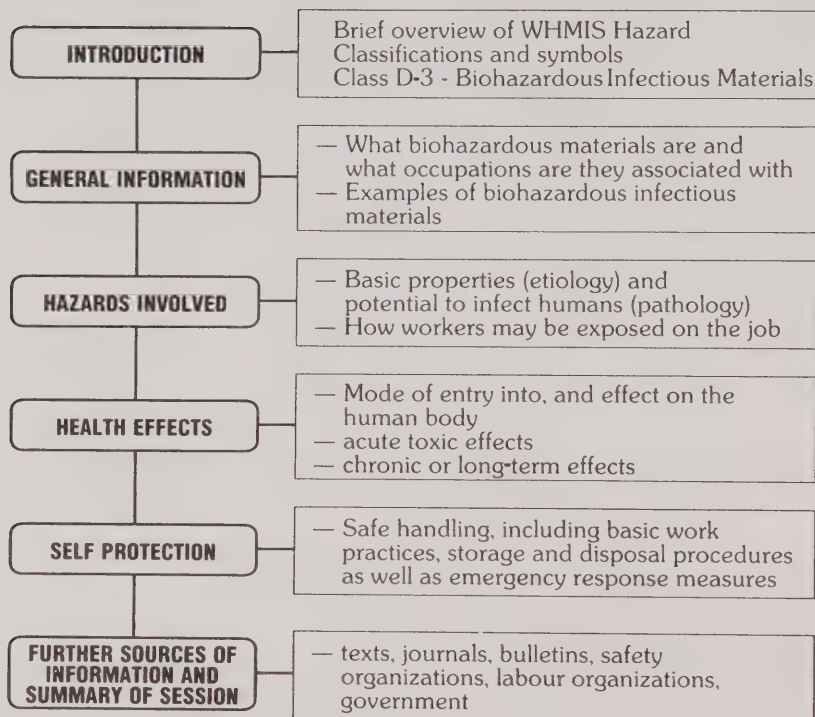 INTRODUCTION
Brief overview of WHMIS Hazard
Classifications and symbols
Class D-3 - Biohazardous Infectious Materials
GENERAL INFORMATION
— What biohazardous materials are and
what occupations are they associated with
— Examples of biohazardous infectious
materials
HAZARDS INVOLVED
— Basic properties (etiology) and
potential to infect humans (pathology)
— How workers may be exposed on the job
HEALTH EFFECTS
— Mode of entry into, and effect on the
human body
— acute toxic effects
— chronic or long-term effects
SELF PROTECTION
— Safe handling, including basic work
practices, storage and disposal procedures
as well as emergency response measures
FURTHER SOURCES OF
INFORMATION AND
SUMMARY OF SESSION
— texts, journals, bulletins, safety
organizations, labour organizations,
government